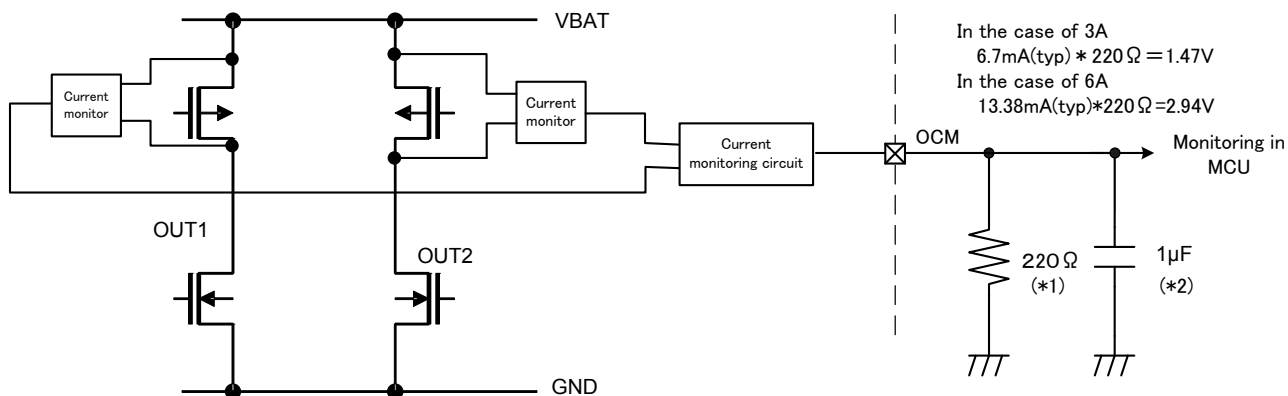 VBAT
In the case of 3A
6.7mA(typ)*220Ω=1.47V
In the case of 6A
13.38mA(typ)*220Ω=2.94V
Current
monitor
Current
monitor
Current
monitoring circuit
OCM
Monitoring in
MCU
OUT1
OUT2
220Ω
(*1)
1µF
(*2)
GND